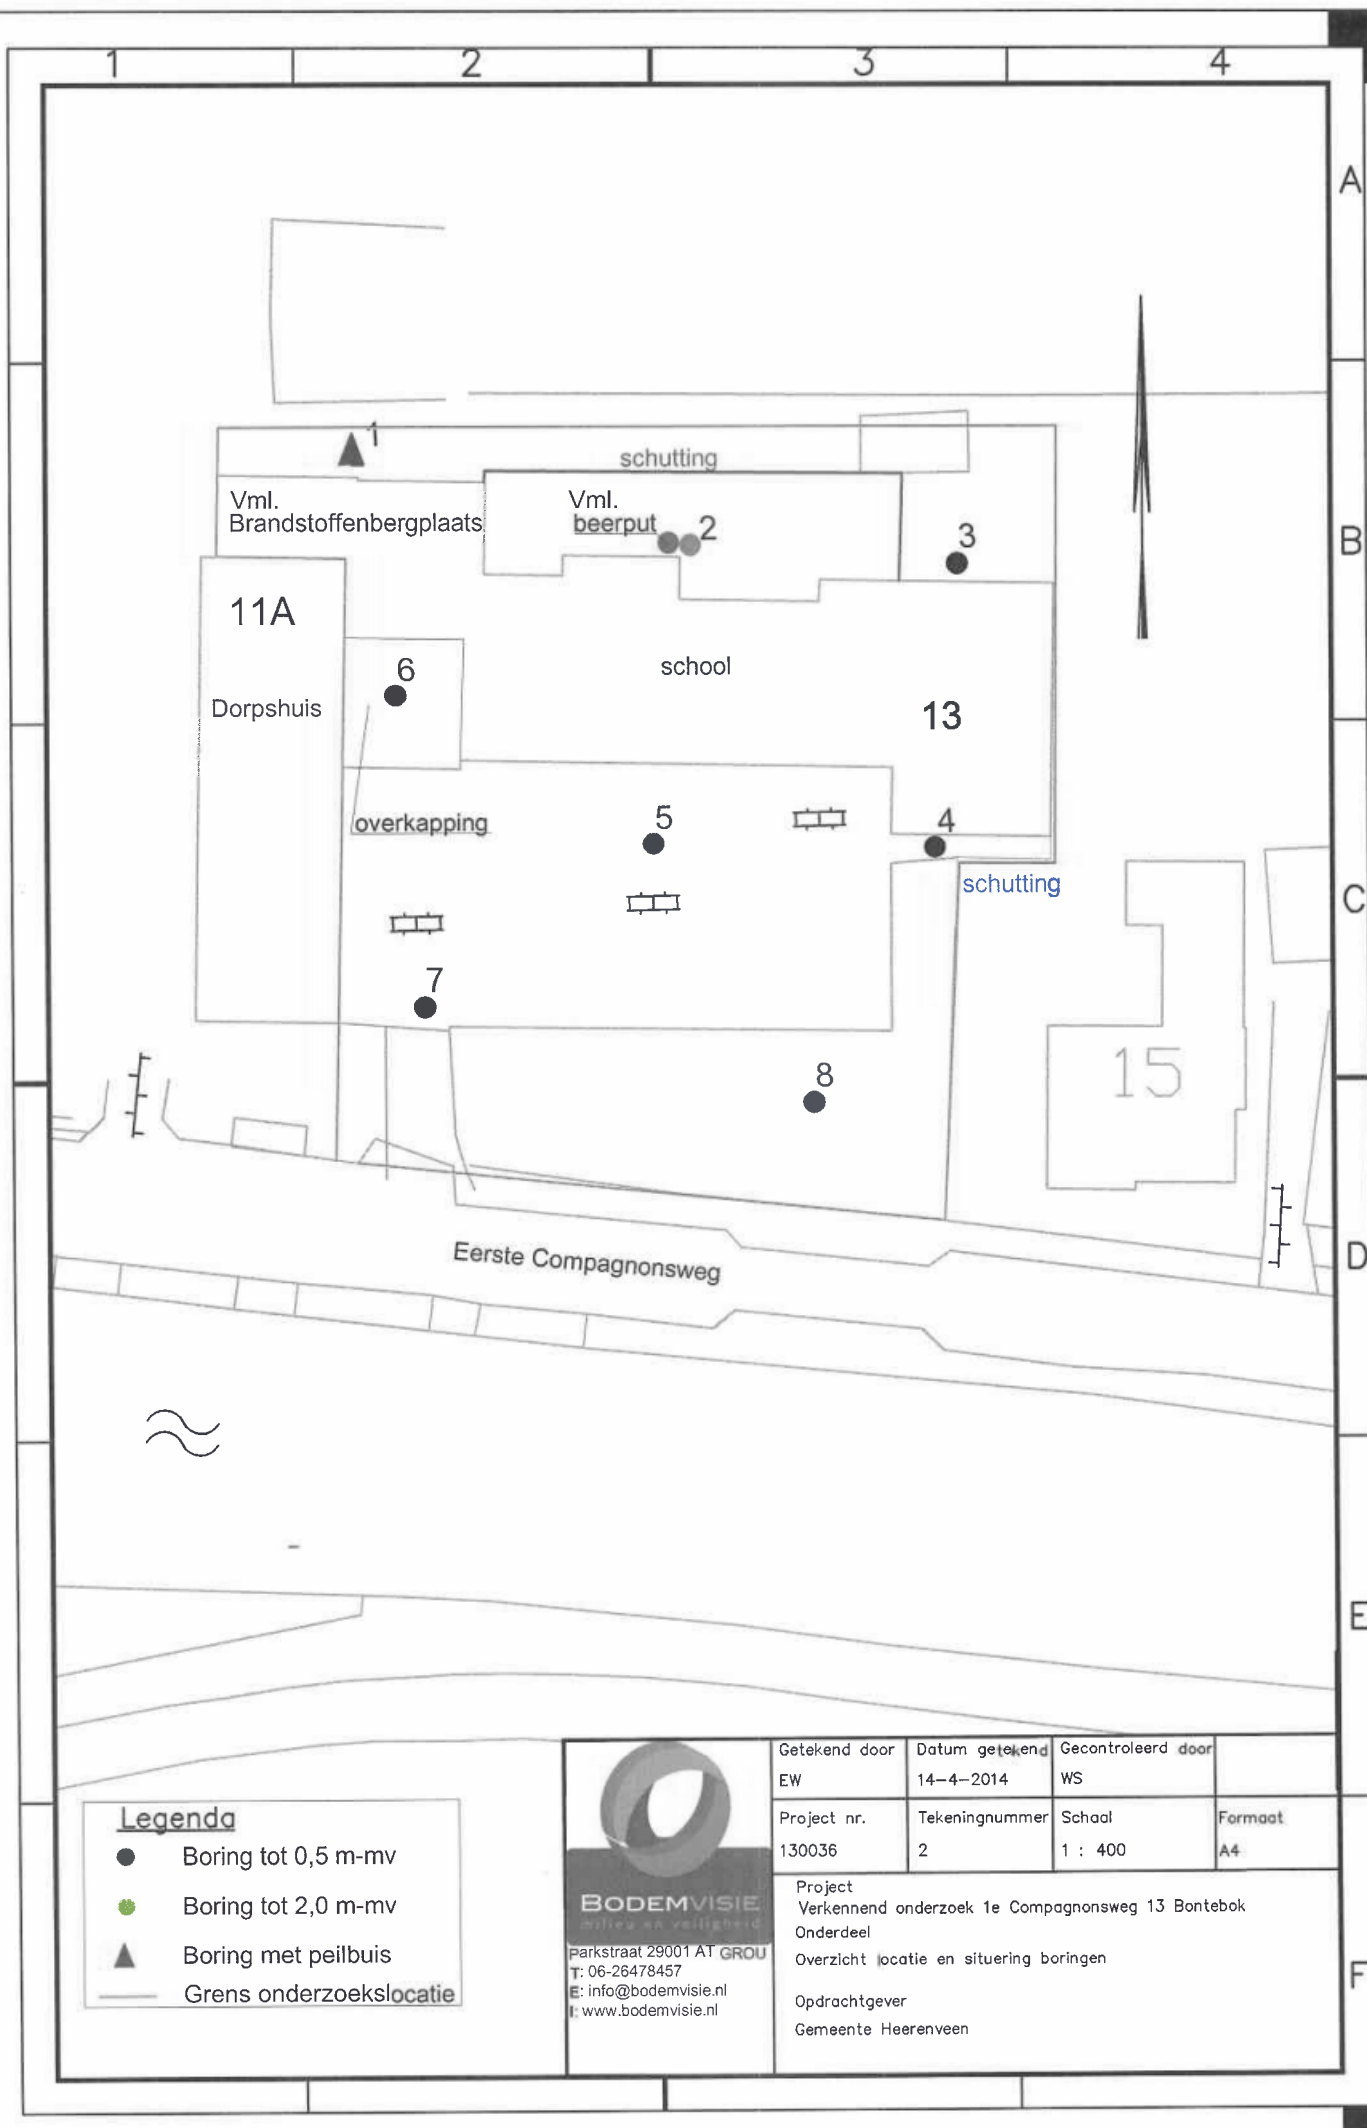 1 2 3 4
A
B
C
D
E
F
1
schutting
Vml.
Brandstoffenbergplaats
Vml.
beerput
2
3
11A
6
school
Dorpshuis
13
overkapping
5
4
schutting
7
8
15
Eerste Compagnonsweg
Legenda
Boring tot 0,5 m-mv
Boring tot 2,0 m-mv
Boring met peilbuis
Grens onderzoekslocatie
BODEMVISIE
milieu en veiligheid
Parkstraat 29001 AT GROU
T: 06-26478457
E: info@bodemvisie.nl
I: www.bodemvisie.nl
Getekend door
EW
Datum getekend
14-4-2014
Gecontroleerd door
WS
Project nr.
130036
Tekeningnummer
2
Schaal
1 : 400
Formaat
A4
Project
Verkennend onderzoek 1e Compagnonsweg 13 Bontebok
Onderdeel
Overzicht locatie en situering boringen
Opdrachtgever
Gemeente Heerenveen